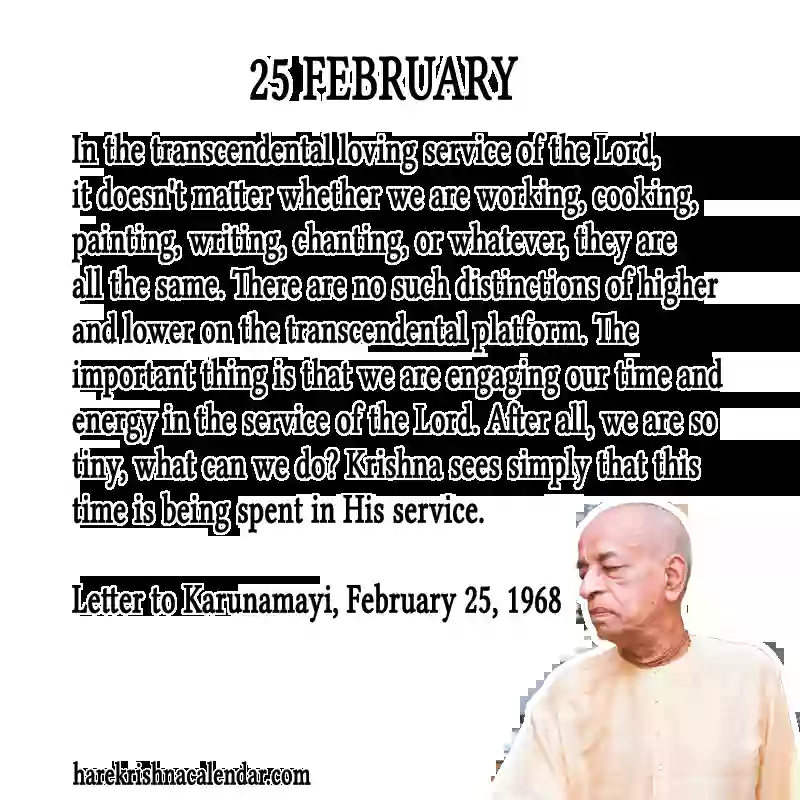 25 FEBRUARY
In the transcendental loving service of the Lord,
it doesn't matter whether we are working, cooking,
painting, writing, chanting, or whatever, they are
all the same. There are no such distinctions of higher
and lower on the transcendental platform. The
important thing is that we are engaging our time and
energy in the service of the Lord. After all, we are so
tiny, what can we do? Krishna sees simply that this
time is being spent in His service.
Letter to Karunamayi, February 25, 1968
harekrishnacalendar.com